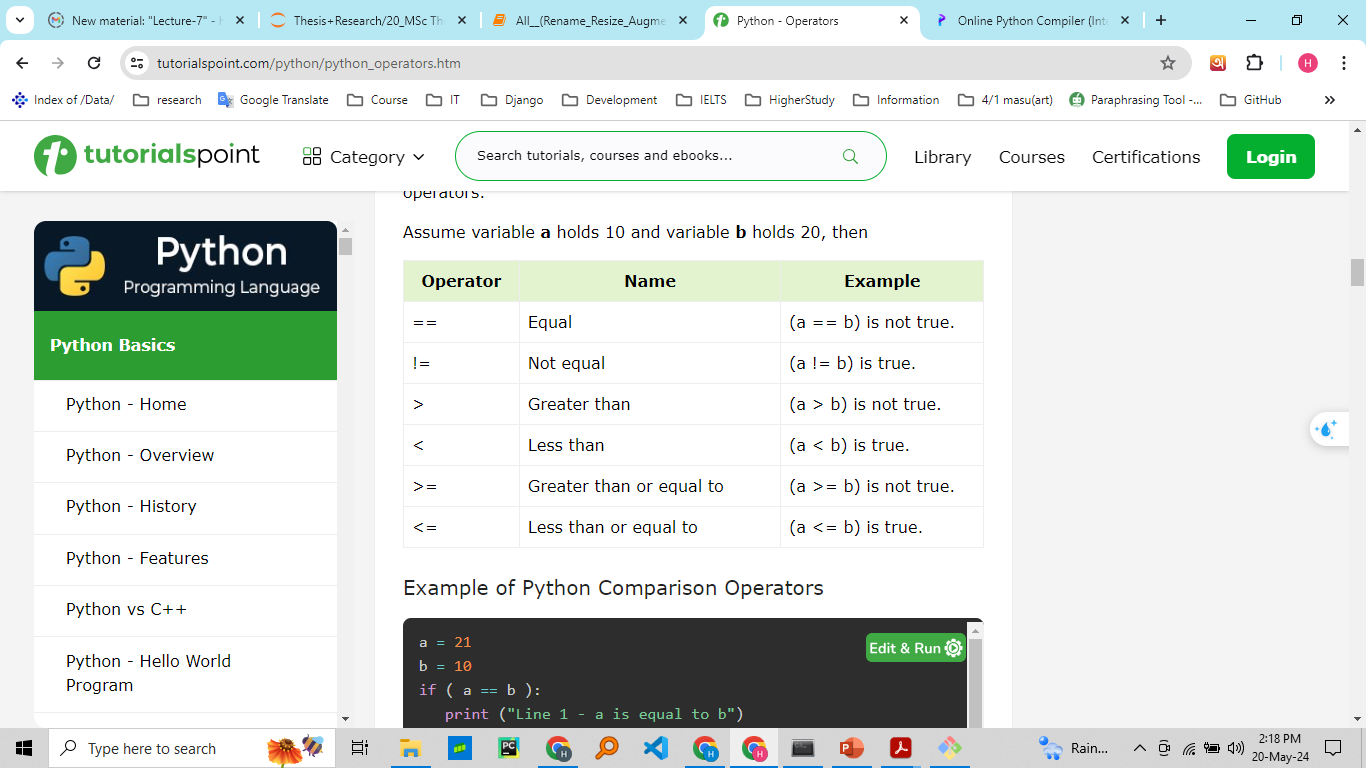 New material: "Lecture-7" -
Thesis+Research/20_MSc Th
All__(Rename_Resize_Augme
Python - Operators
Online Python Compiler (Int
tutorialspoint.com/python/python_operators.htm
H
Index of /Data/ research Google Translate Course IT Django Development IELTS HigherStudy Information 4/1 masu(art) Paraphrasing Tool -... GitHub
tutorialspoint Category Search tutorials, courses and ebooks... Library Courses Certifications Login
operators.
Assume variable a holds 10 and variable b holds 20, then
Operator Name Example
== Equal (a == b) is not true.
!= Not equal (a != b) is true.
> Greater than (a > b) is not true.
< Less than (a < b) is true.
>= Greater than or equal to (a >= b) is not true.
<= Less than or equal to (a <= b) is true.
Example of Python Comparison Operators
a = 21
b = 10
if ( a == b ):
print ("Line 1 - a is equal to b")
Edit & Run
Python
Programming Language
Python Basics
Python - Home
Python - Overview
Python - History
Python - Features
Python vs C++
Python - Hello World
Program
Type here to search
Rain...
2:18 PM
20-May-24